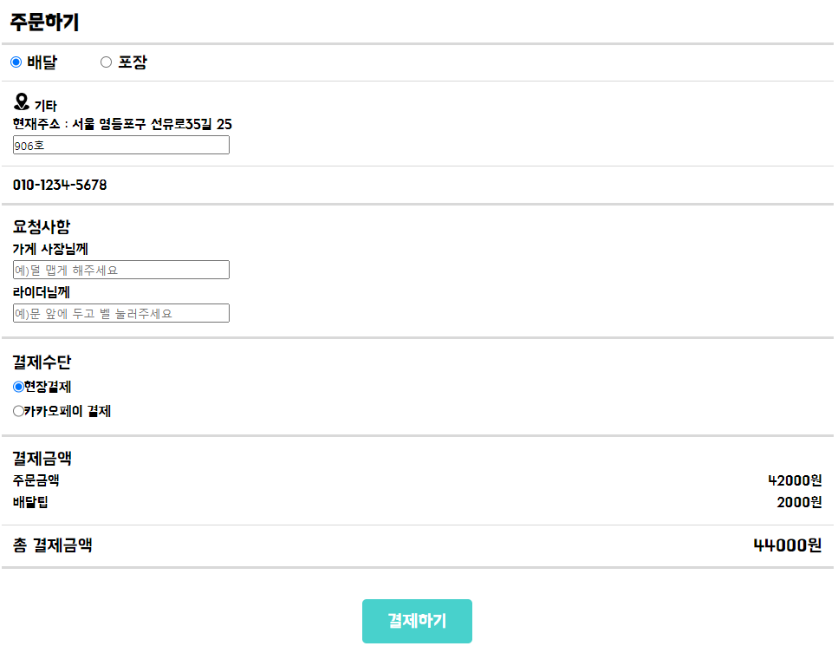 주문하기
배달 포장
기타
현재주소 : 서울 영등포구 선유로35길 25
906호
010-1234-5678
요청사항
가게 사장님께
예)덜 맵게 해주세요
라이더님께
예)문 앞에 두고 벨 눌러주세요
결제수단
현장결제
카카오페이 결제
결제금액
주문금액 42000원
배달팁 2000원
총 결제금액 44000원
결제하기